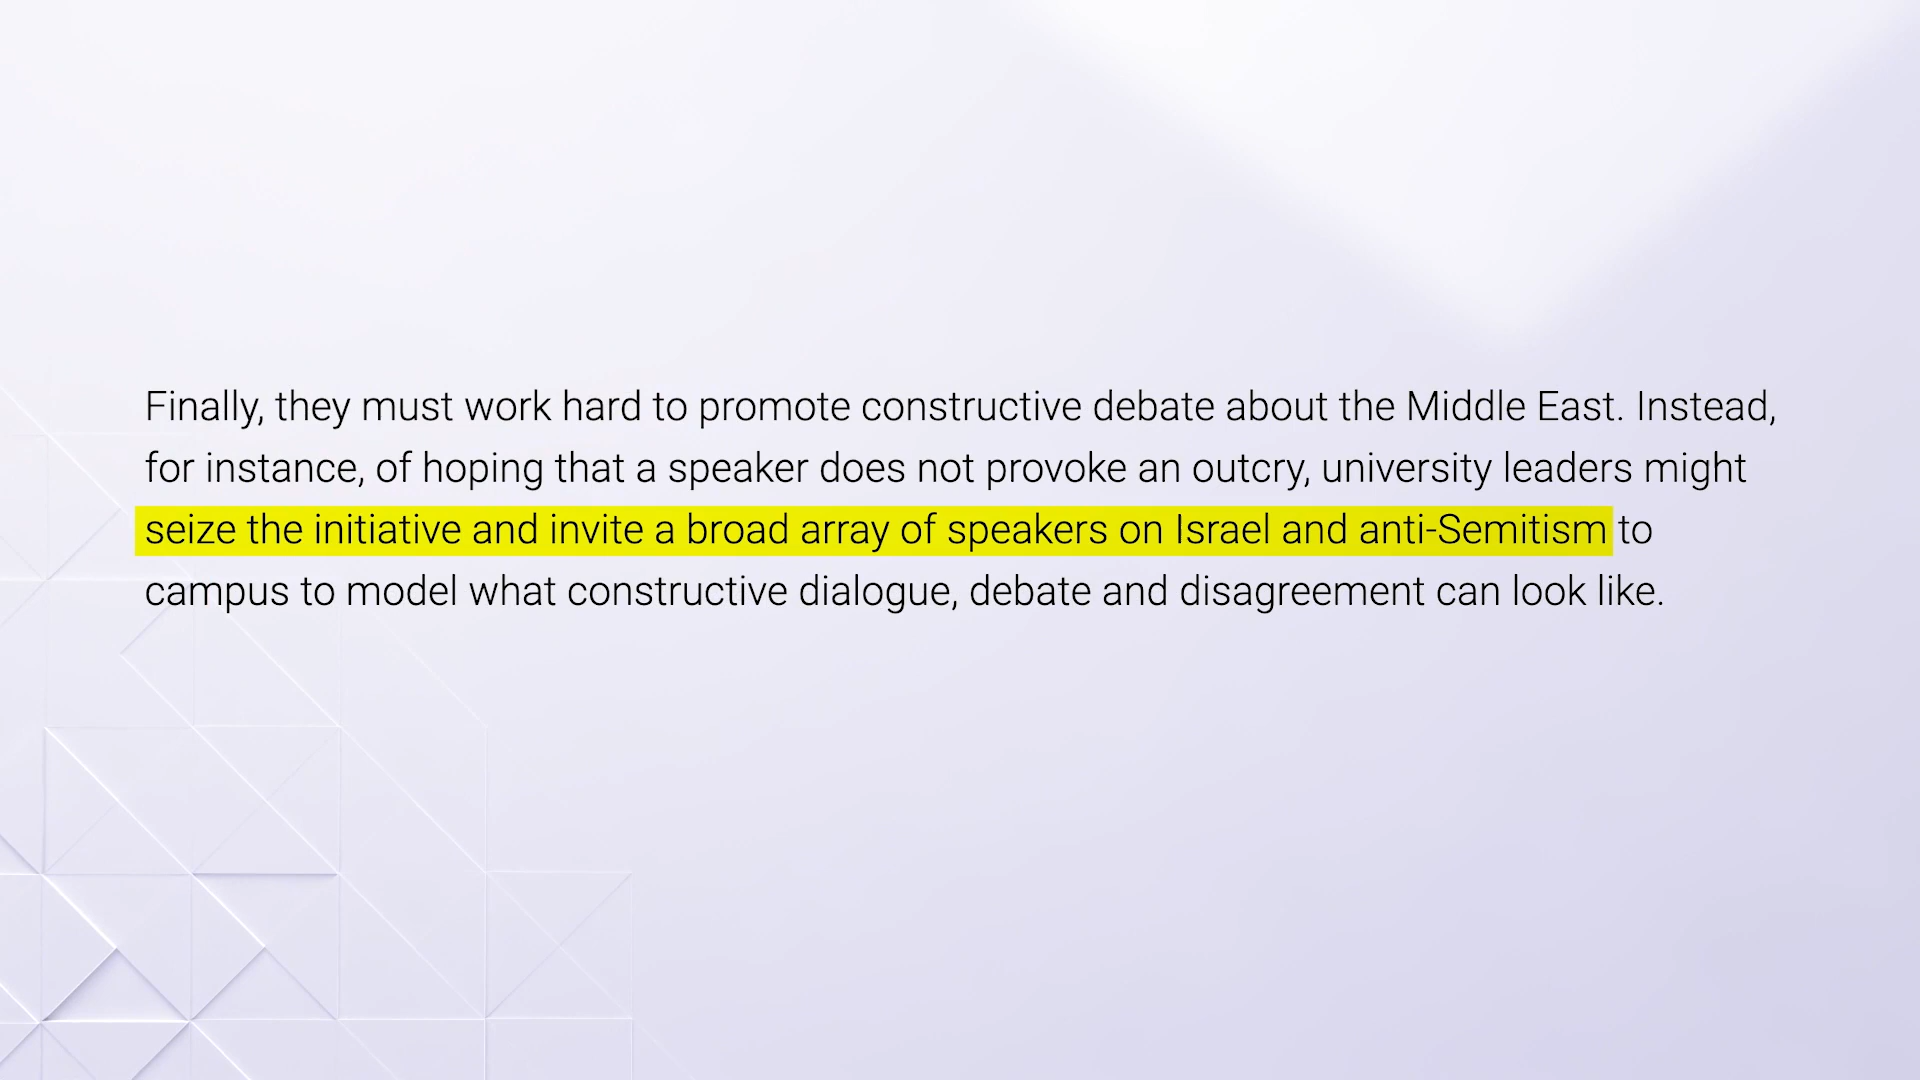 Finally, they must work hard to promote constructive debate about the Middle East. Instead,
for instance, of hoping that a speaker does not provoke an outcry, university leaders might
seize the initiative and invite a broad array of speakers on Israel and anti-Semitism to
campus to model what constructive dialogue, debate and disagreement can look like.